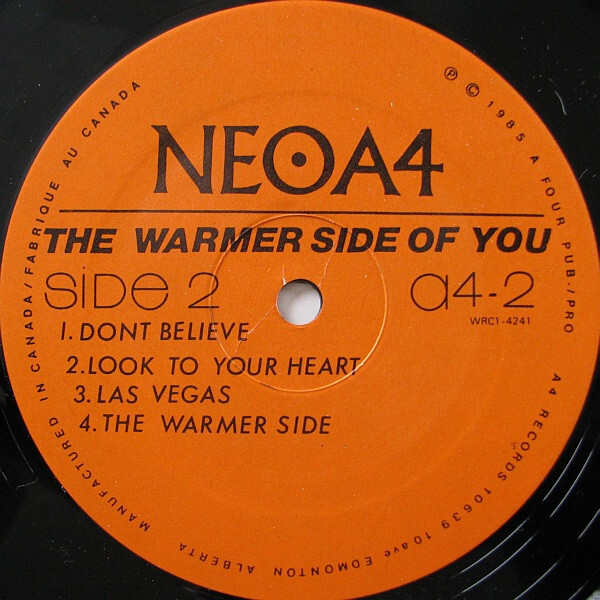 NEOA4
THE WARMER SIDE OF YOU
SIDE 2
a4-2
WRC1-4241
1. DONT BELIEVE
2. LOOK TO YOUR HEART
3. LAS VEGAS
4. THE WARMER SIDE
MANUFACTURED IN CANADA / FABRIQUE AU CANADA
Ⓟ © 1985 A FOUR PUB./PRO
A4 RECORDS 10639 10 ave EDMONTON ALBERTA